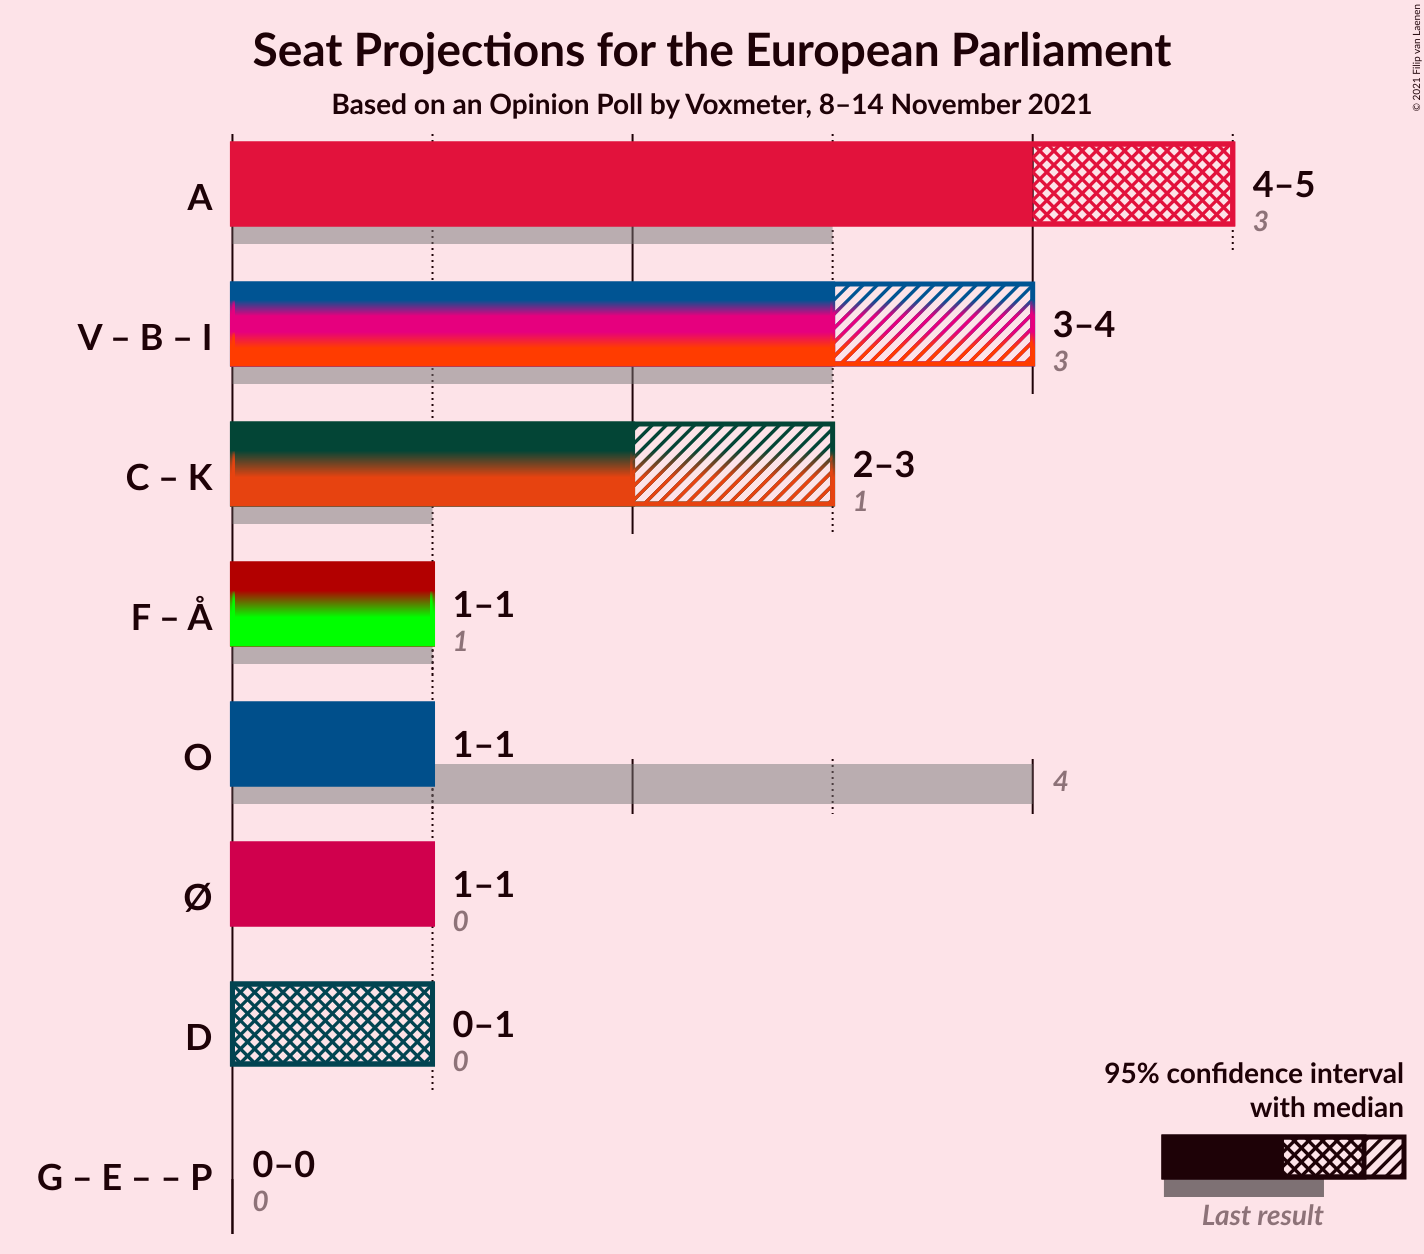 Seat Projections for the European Parliament
Based on an Opinion Poll by Voxmeter, 8–14 November 2021
© 2021 Filip van Laenen
A
4–5
3
V – B – I
3–4
3
C – K
2–3
1
F – Å
1–1
1
O
1–1
4
Ø
1–1
0
D
0–1
0
G – E – – P
0–0
0
95% confidence interval
with median
Last result